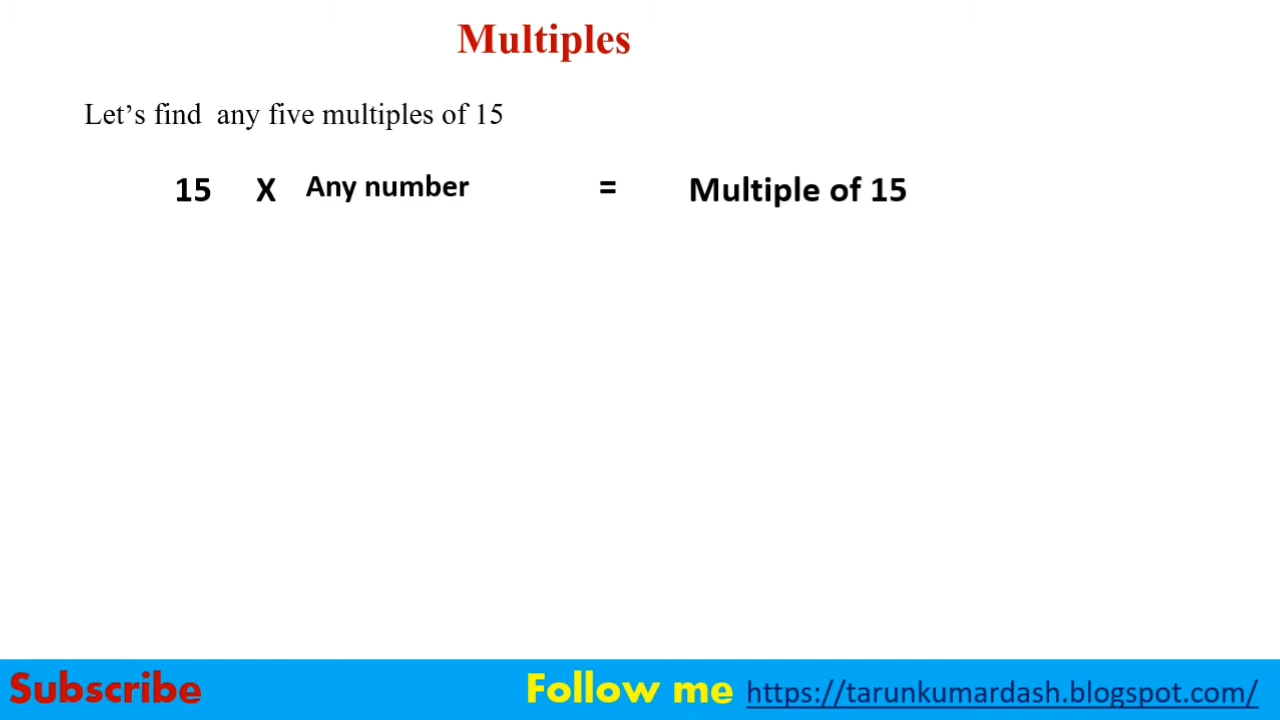 Multiples
Let’s find  any five multiples of 15
15 X Any number = Multiple of 15
Subscribe Follow me https://tarunkumardash.blogspot.com/